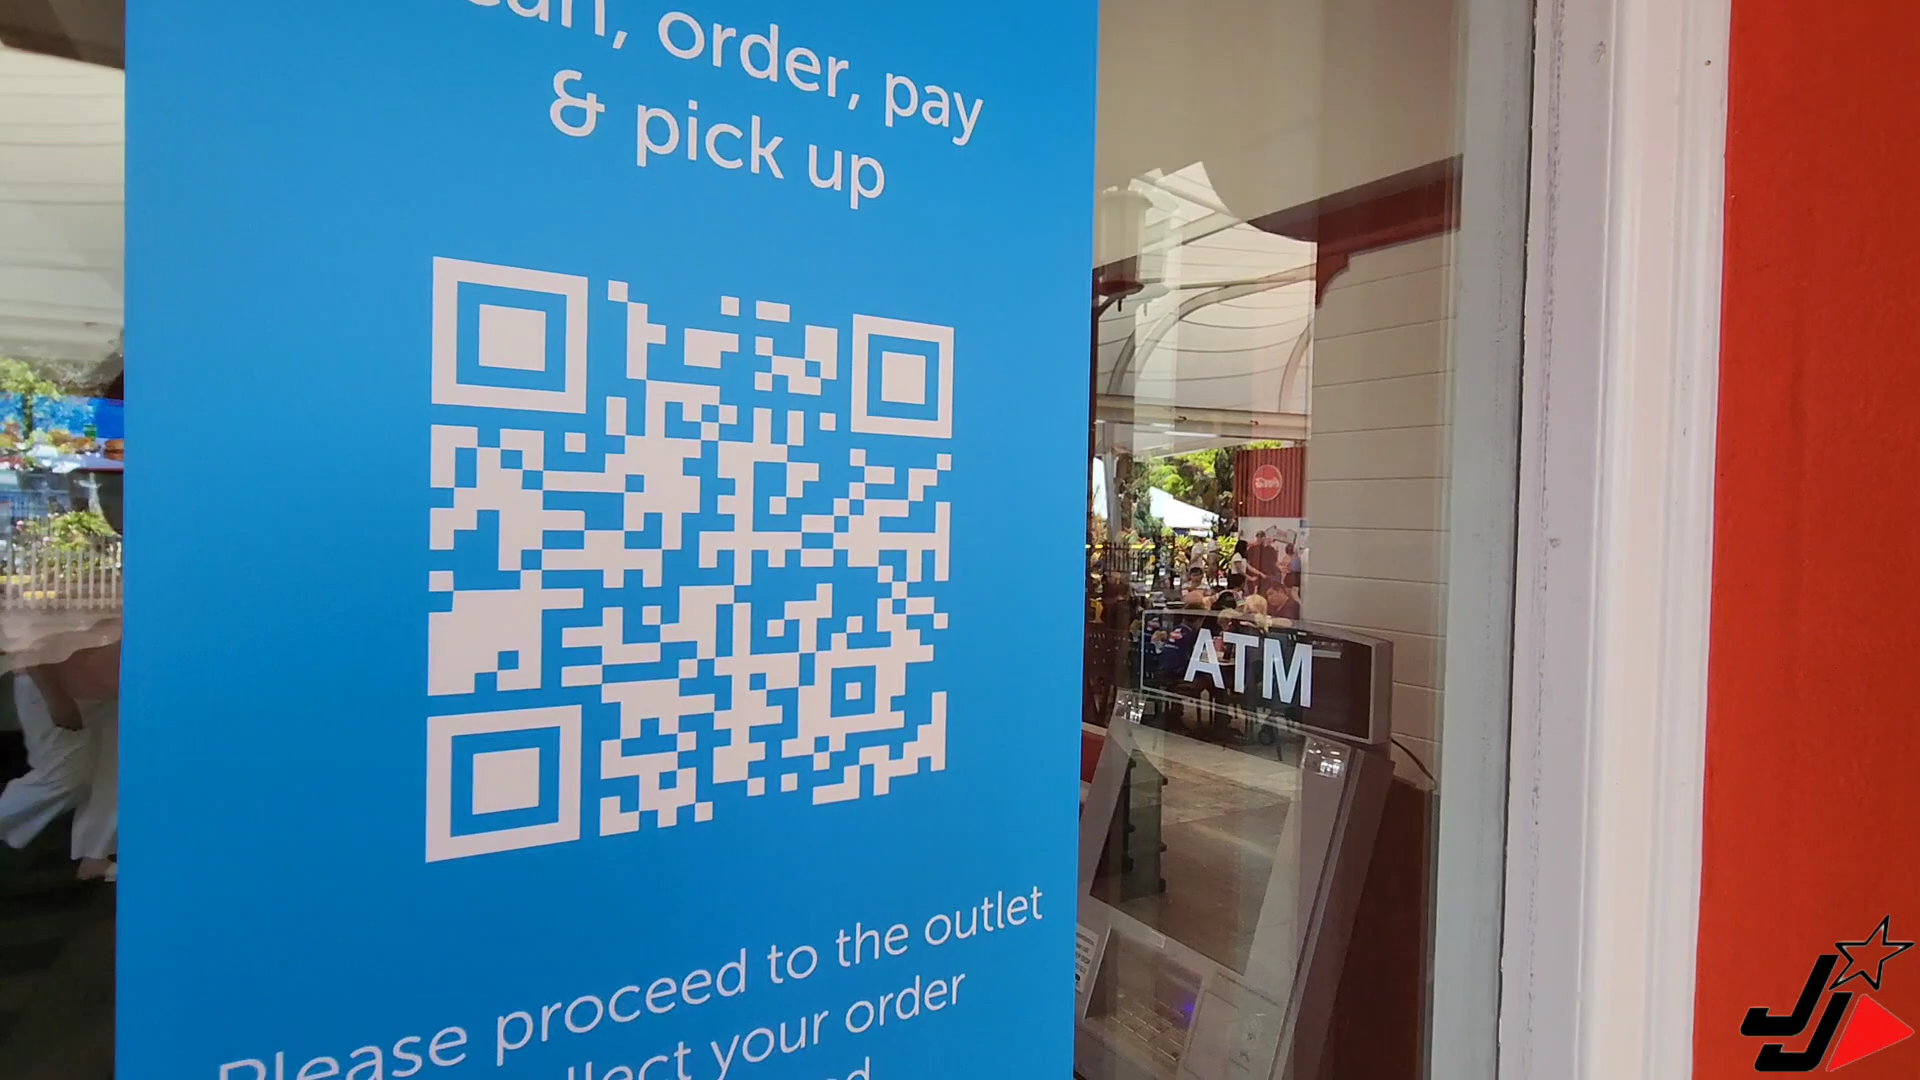 order, pay
& pick up
Please proceed to the outlet
your order
ATM